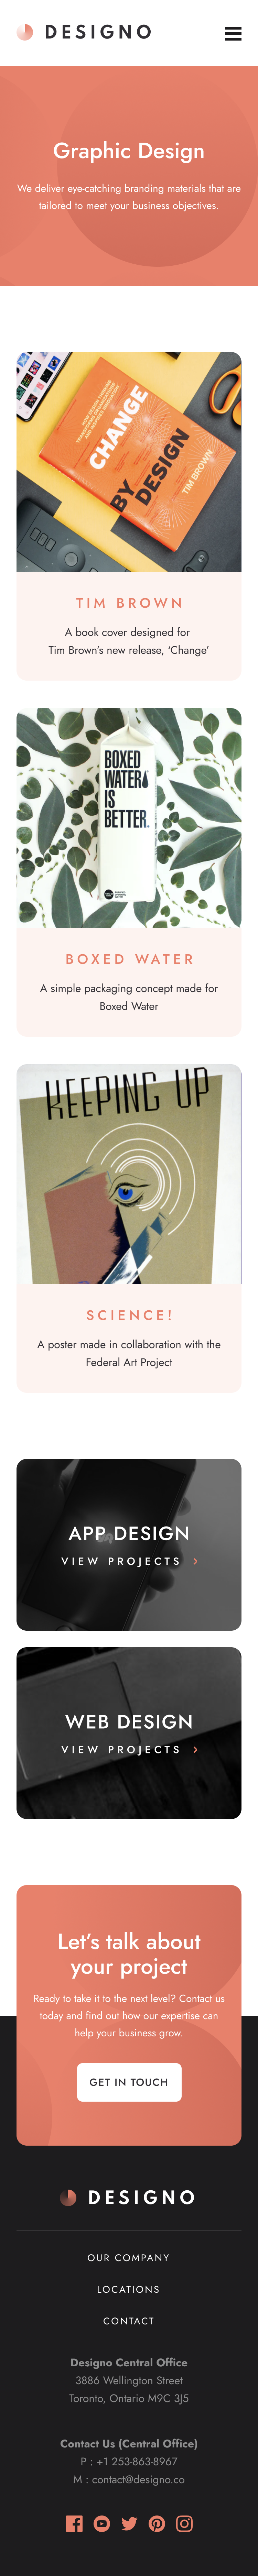 DESIGNO
Graphic Design
We deliver eye-catching branding materials that are
tailored to meet your business objectives.
CHANGE
BY DESIGN
TIM BROWN
TIM BROWN
A book cover designed for
Tim Brown's new release, ‘Change’
BOXED
WATER
IS
BETTER.
BOXED WATER
A simple packaging concept made for
Boxed Water
KEEPING UP
SCIENCE!
A poster made in collaboration with the
Federal Art Project
APP DESIGN
VIEW PROJECTS
WEB DESIGN
VIEW PROJECTS
Let’s talk about
your project
Ready to take it to the next level? Contact us
today and find out how our expertise can
help your business grow.
GET IN TOUCH
DESIGNO
OUR COMPANY
LOCATIONS
CONTACT
Designo Central Office
3886 Wellington Street
Toronto, Ontario M9C 3J5
Contact Us (Central Office)
P : +1 253-863-8967
M : contact@designo.co